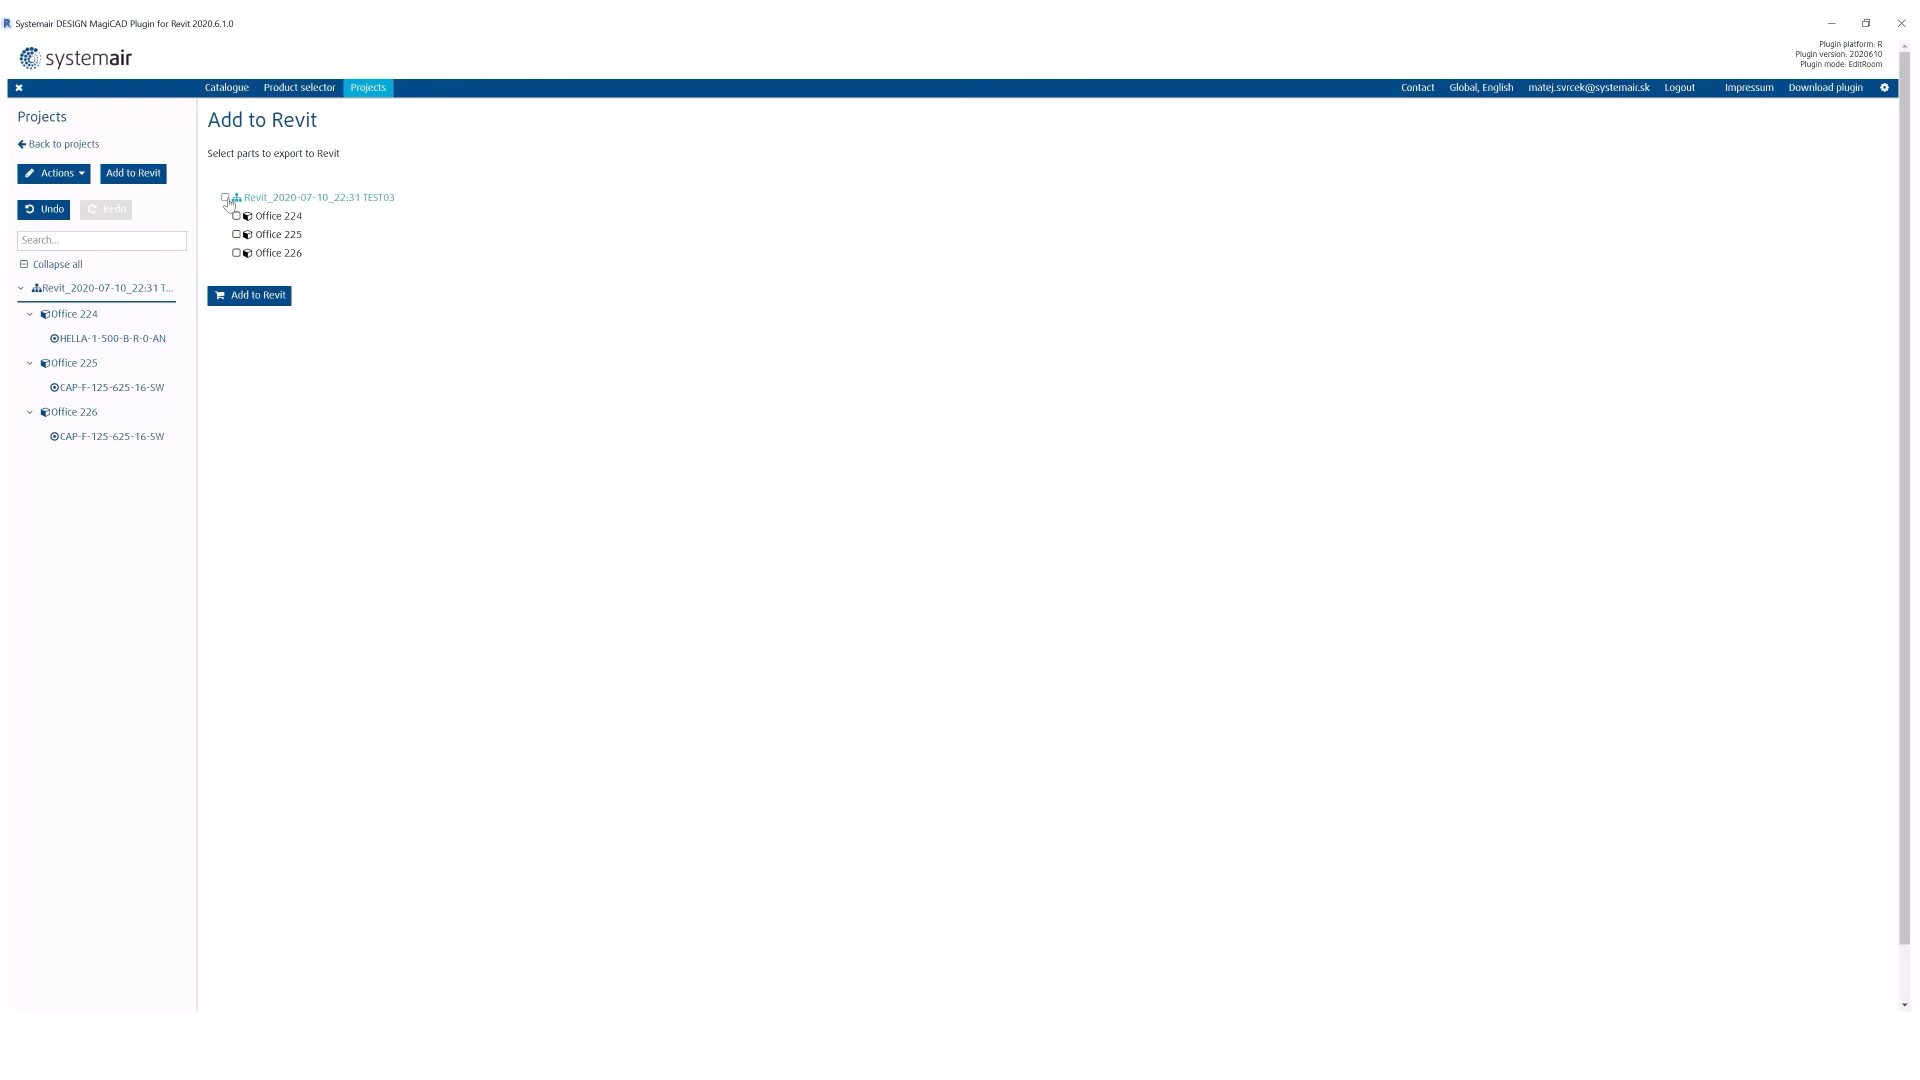 Systemair DESIGN MagiCAD Plugin for Revit 2020.6.1.0
systemair
Plugin platform: R
Plugin version: 2020610
Plugin mode: EditRoom
Catalogue Product selector Projects Contact Global, English matej.svrcek@systemair.sk Logout Impressum Download plugin
Projects
Back to projects
Actions Add to Revit
Undo Redo
Search...
Collapse all
Revit_2020-07-10_22:31 T...
Office 224
HELLA-1-500-B-R-0-AN
Office 225
CAP-F-125-625-16-SW
Office 226
CAP-F-125-625-16-SW
Add to Revit
Select parts to export to Revit
Revit_2020-07-10_22:31 TEST03
Office 224
Office 225
Office 226
Add to Revit